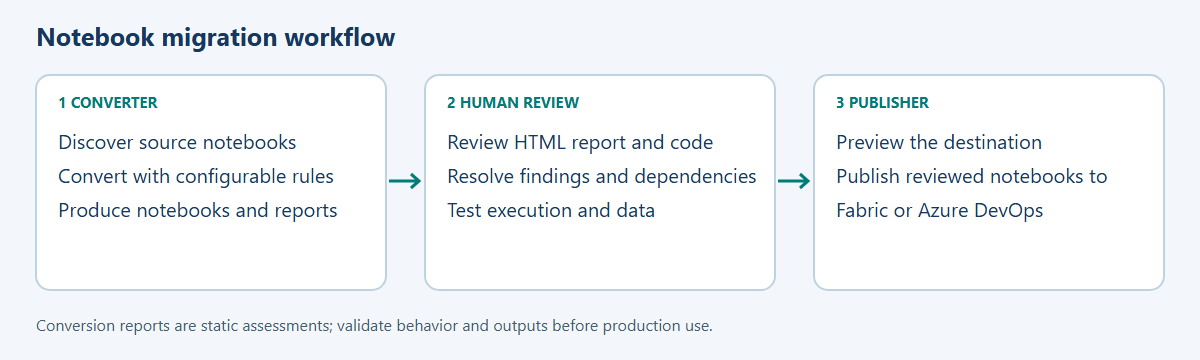 Notebook migration workflow
1 CONVERTER
Discover source notebooks
Convert with configurable rules
Produce notebooks and reports
2 HUMAN REVIEW
Review HTML report and code
Resolve findings and dependencies
Test execution and data
3 PUBLISHER
Preview the destination
Publish reviewed notebooks to
Fabric or Azure DevOps
Conversion reports are static assessments; validate behavior and outputs before production use.